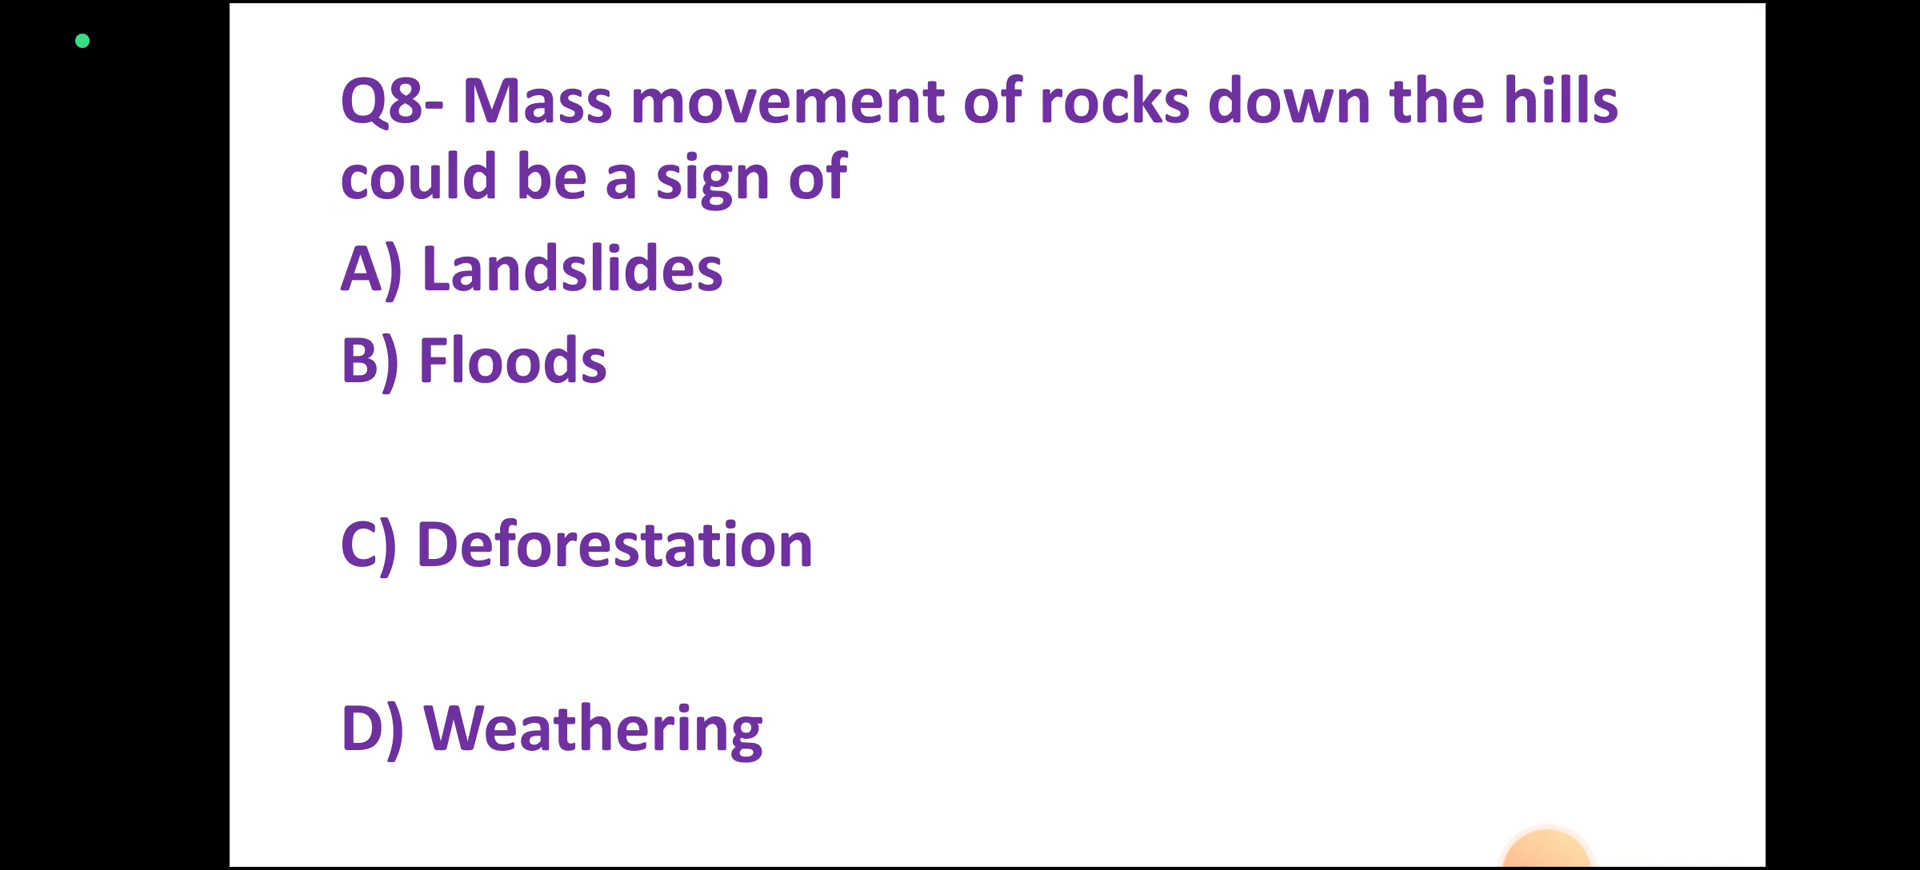 Q8- Mass movement of rocks down the hills
could be a sign of
A) Landslides
B) Floods
C) Deforestation
D) Weathering